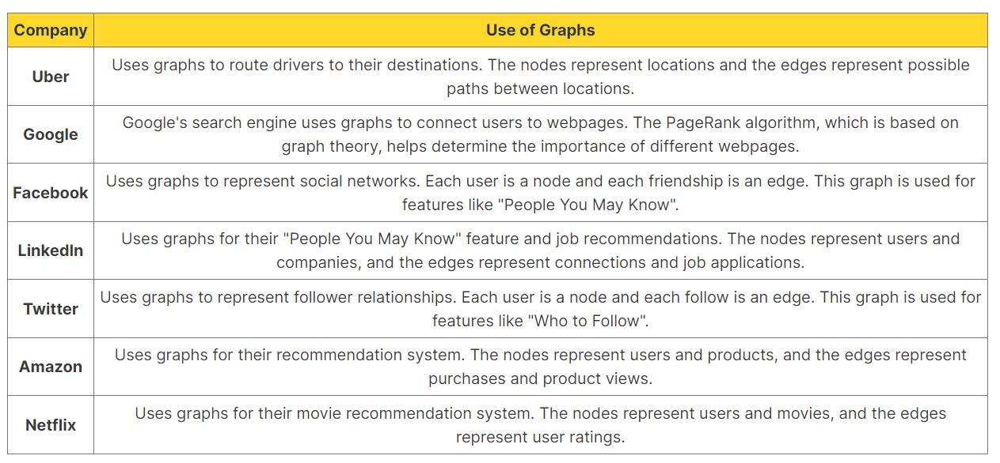 Company
Use of Graphs
Uber
Uses graphs to route drivers to their destinations. The nodes represent locations and the edges represent possible
paths between locations.
Google
Google's search engine uses graphs to connect users to webpages. The PageRank algorithm, which is based on
graph theory, helps determine the importance of different webpages.
Facebook
Uses graphs to represent social networks. Each user is a node and each friendship is an edge. This graph is used for
features like "People You May Know".
LinkedIn
Uses graphs for their "People You May Know" feature and job recommendations. The nodes represent users and
companies, and the edges represent connections and job applications.
Twitter
Uses graphs to represent follower relationships. Each user is a node and each follow is an edge. This graph is used for
features like "Who to Follow".
Amazon
Uses graphs for their recommendation system. The nodes represent users and products, and the edges represent
purchases and product views.
Netflix
Uses graphs for their movie recommendation system. The nodes represent users and movies, and the edges
represent user ratings.